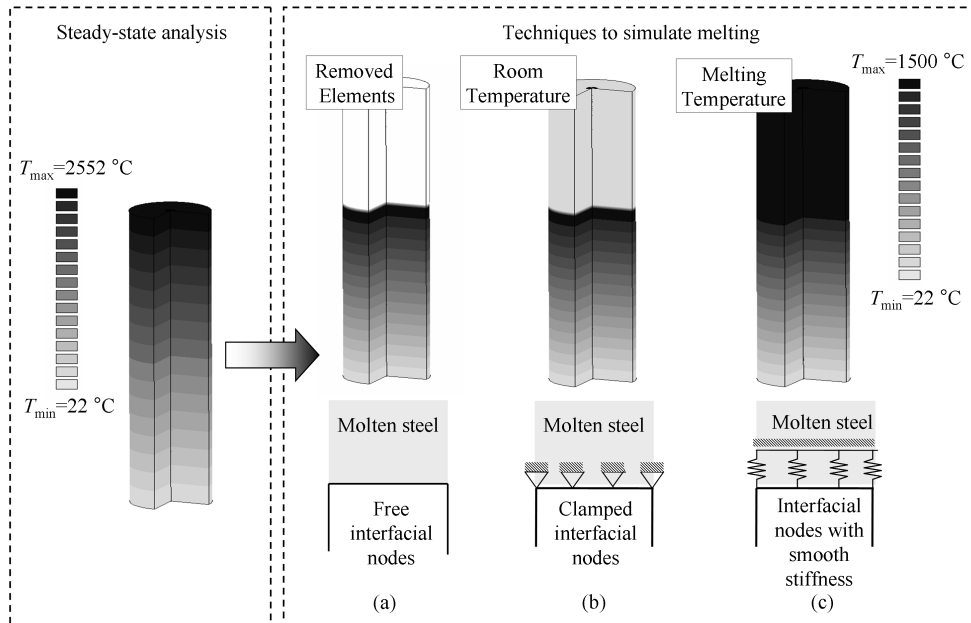 Steady-state analysis
Techniques to simulate melting
Tmax=2552 °C
Tmin=22 °C
Removed
Elements
Room
Temperature
Melting
Temperature
Tmax=1500 °C
Tmin=22 °C
Molten steel
Molten steel
Molten steel
Free
interfacial
nodes
Clamped
interfacial
nodes
Interfacial
nodes with
smooth
stiffness
(a)
(b)
(c)